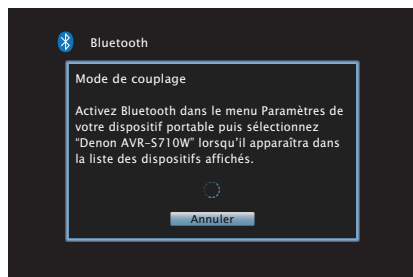 Bluetooth
Mode de couplage
Activez Bluetooth dans le menu Paramètres de
votre dispositif portable puis sélectionnez
“Denon AVR-S710W” lorsqu’il apparaîtra dans
la liste des dispositifs affichés.
Annuler